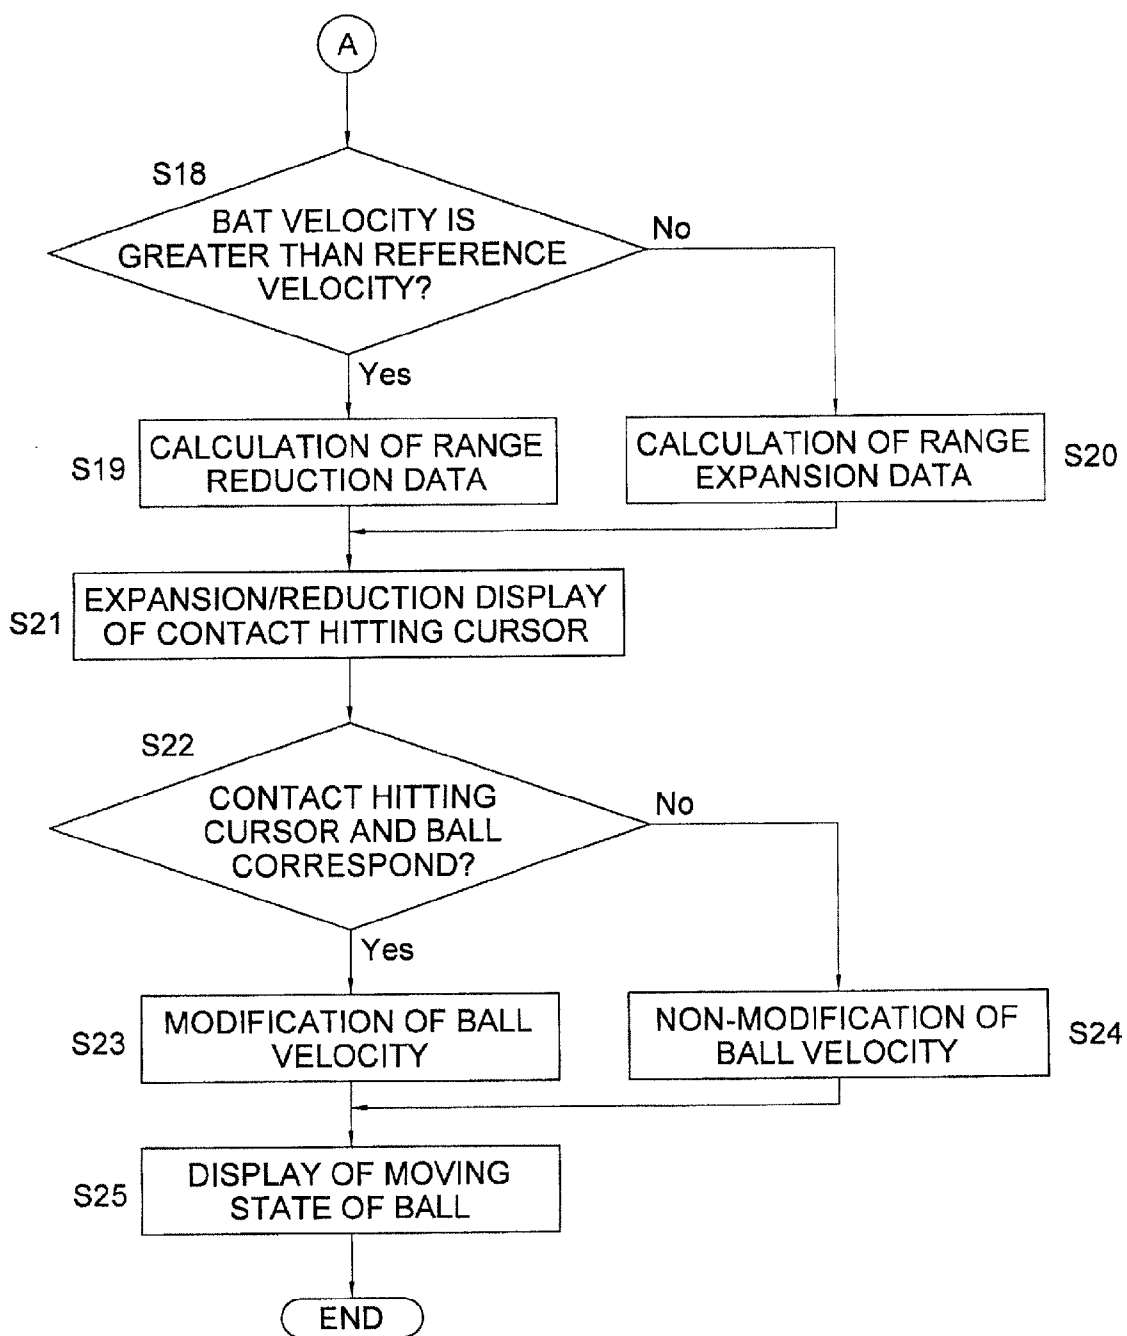 A
S18
BAT VELOCITY IS
GREATER THAN REFERENCE
VELOCITY?
No
Yes
S19
CALCULATION OF RANGE
REDUCTION DATA
CALCULATION OF RANGE
EXPANSION DATA
S20
S21
EXPANSION/REDUCTION DISPLAY
OF CONTACT HITTING CURSOR
S22
CONTACT HITTING
CURSOR AND BALL
CORRESPOND?
No
Yes
S23
MODIFICATION OF BALL
VELOCITY
NON-MODIFICATION OF
BALL VELOCITY
S24
S25
DISPLAY OF MOVING
STATE OF BALL
END